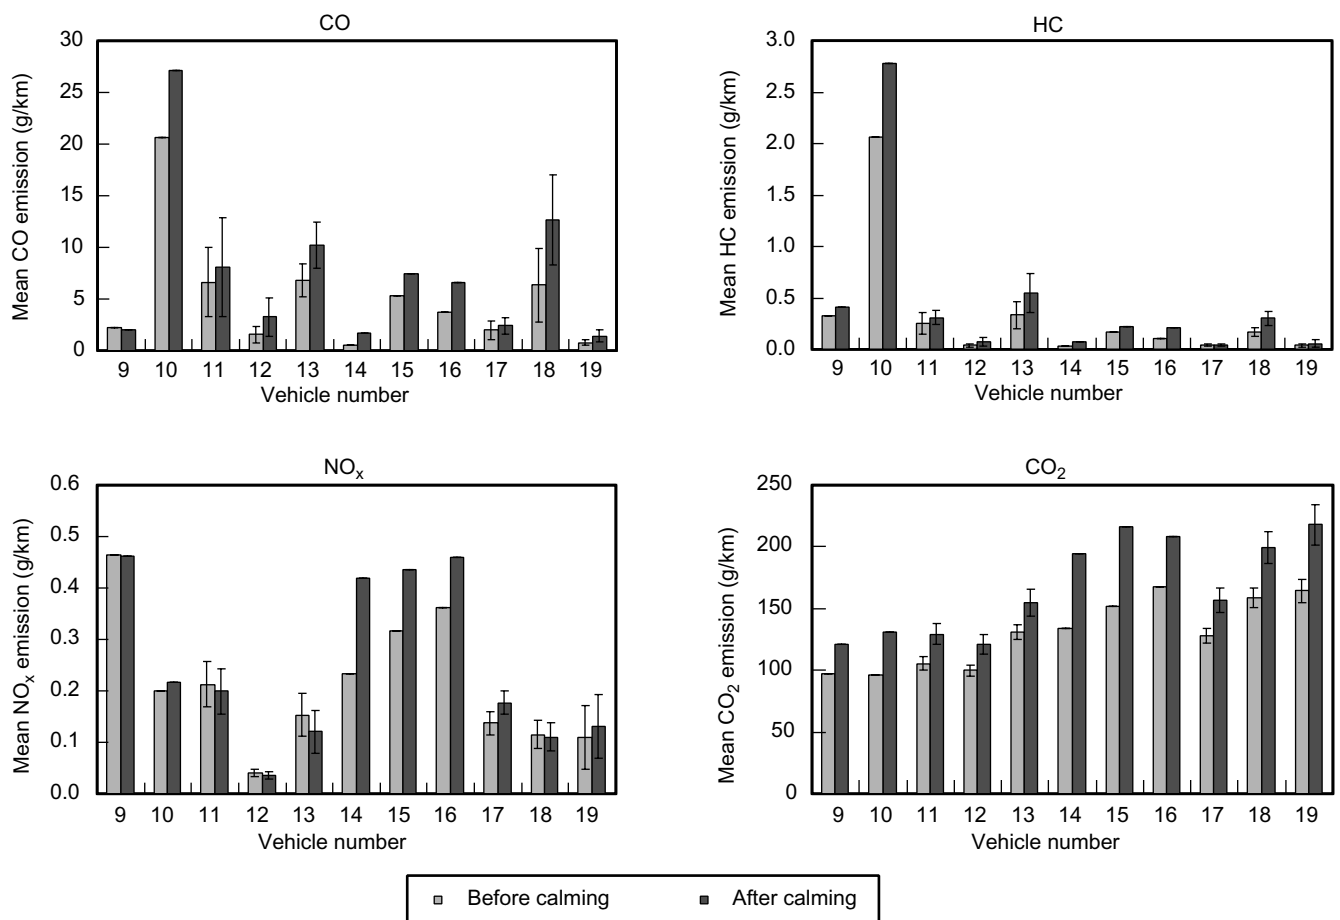 CO
Mean CO emission (g/km)
30
25
20
15
10
5
0
9 10 11 12 13 14 15 16 17 18 19
Vehicle number
HC
Mean HC emission (g/km)
3.0
2.5
2.0
1.0
0.5
0.0
9 10 11 12 13 14 15 16 17 18 19
Vehicle number
NOx
Mean NOx emission (g/km)
0.6
0.5
0.4
0.3
0.2
0.1
0.0
9 10 11 12 13 14 15 16 17 18 19
Vehicle number
CO2
Mean CO2 emission (g/km)
250
200
150
100
50
0
9 10 11 12 13 14 15 16 17 18 19
Vehicle number
Before calming After calming